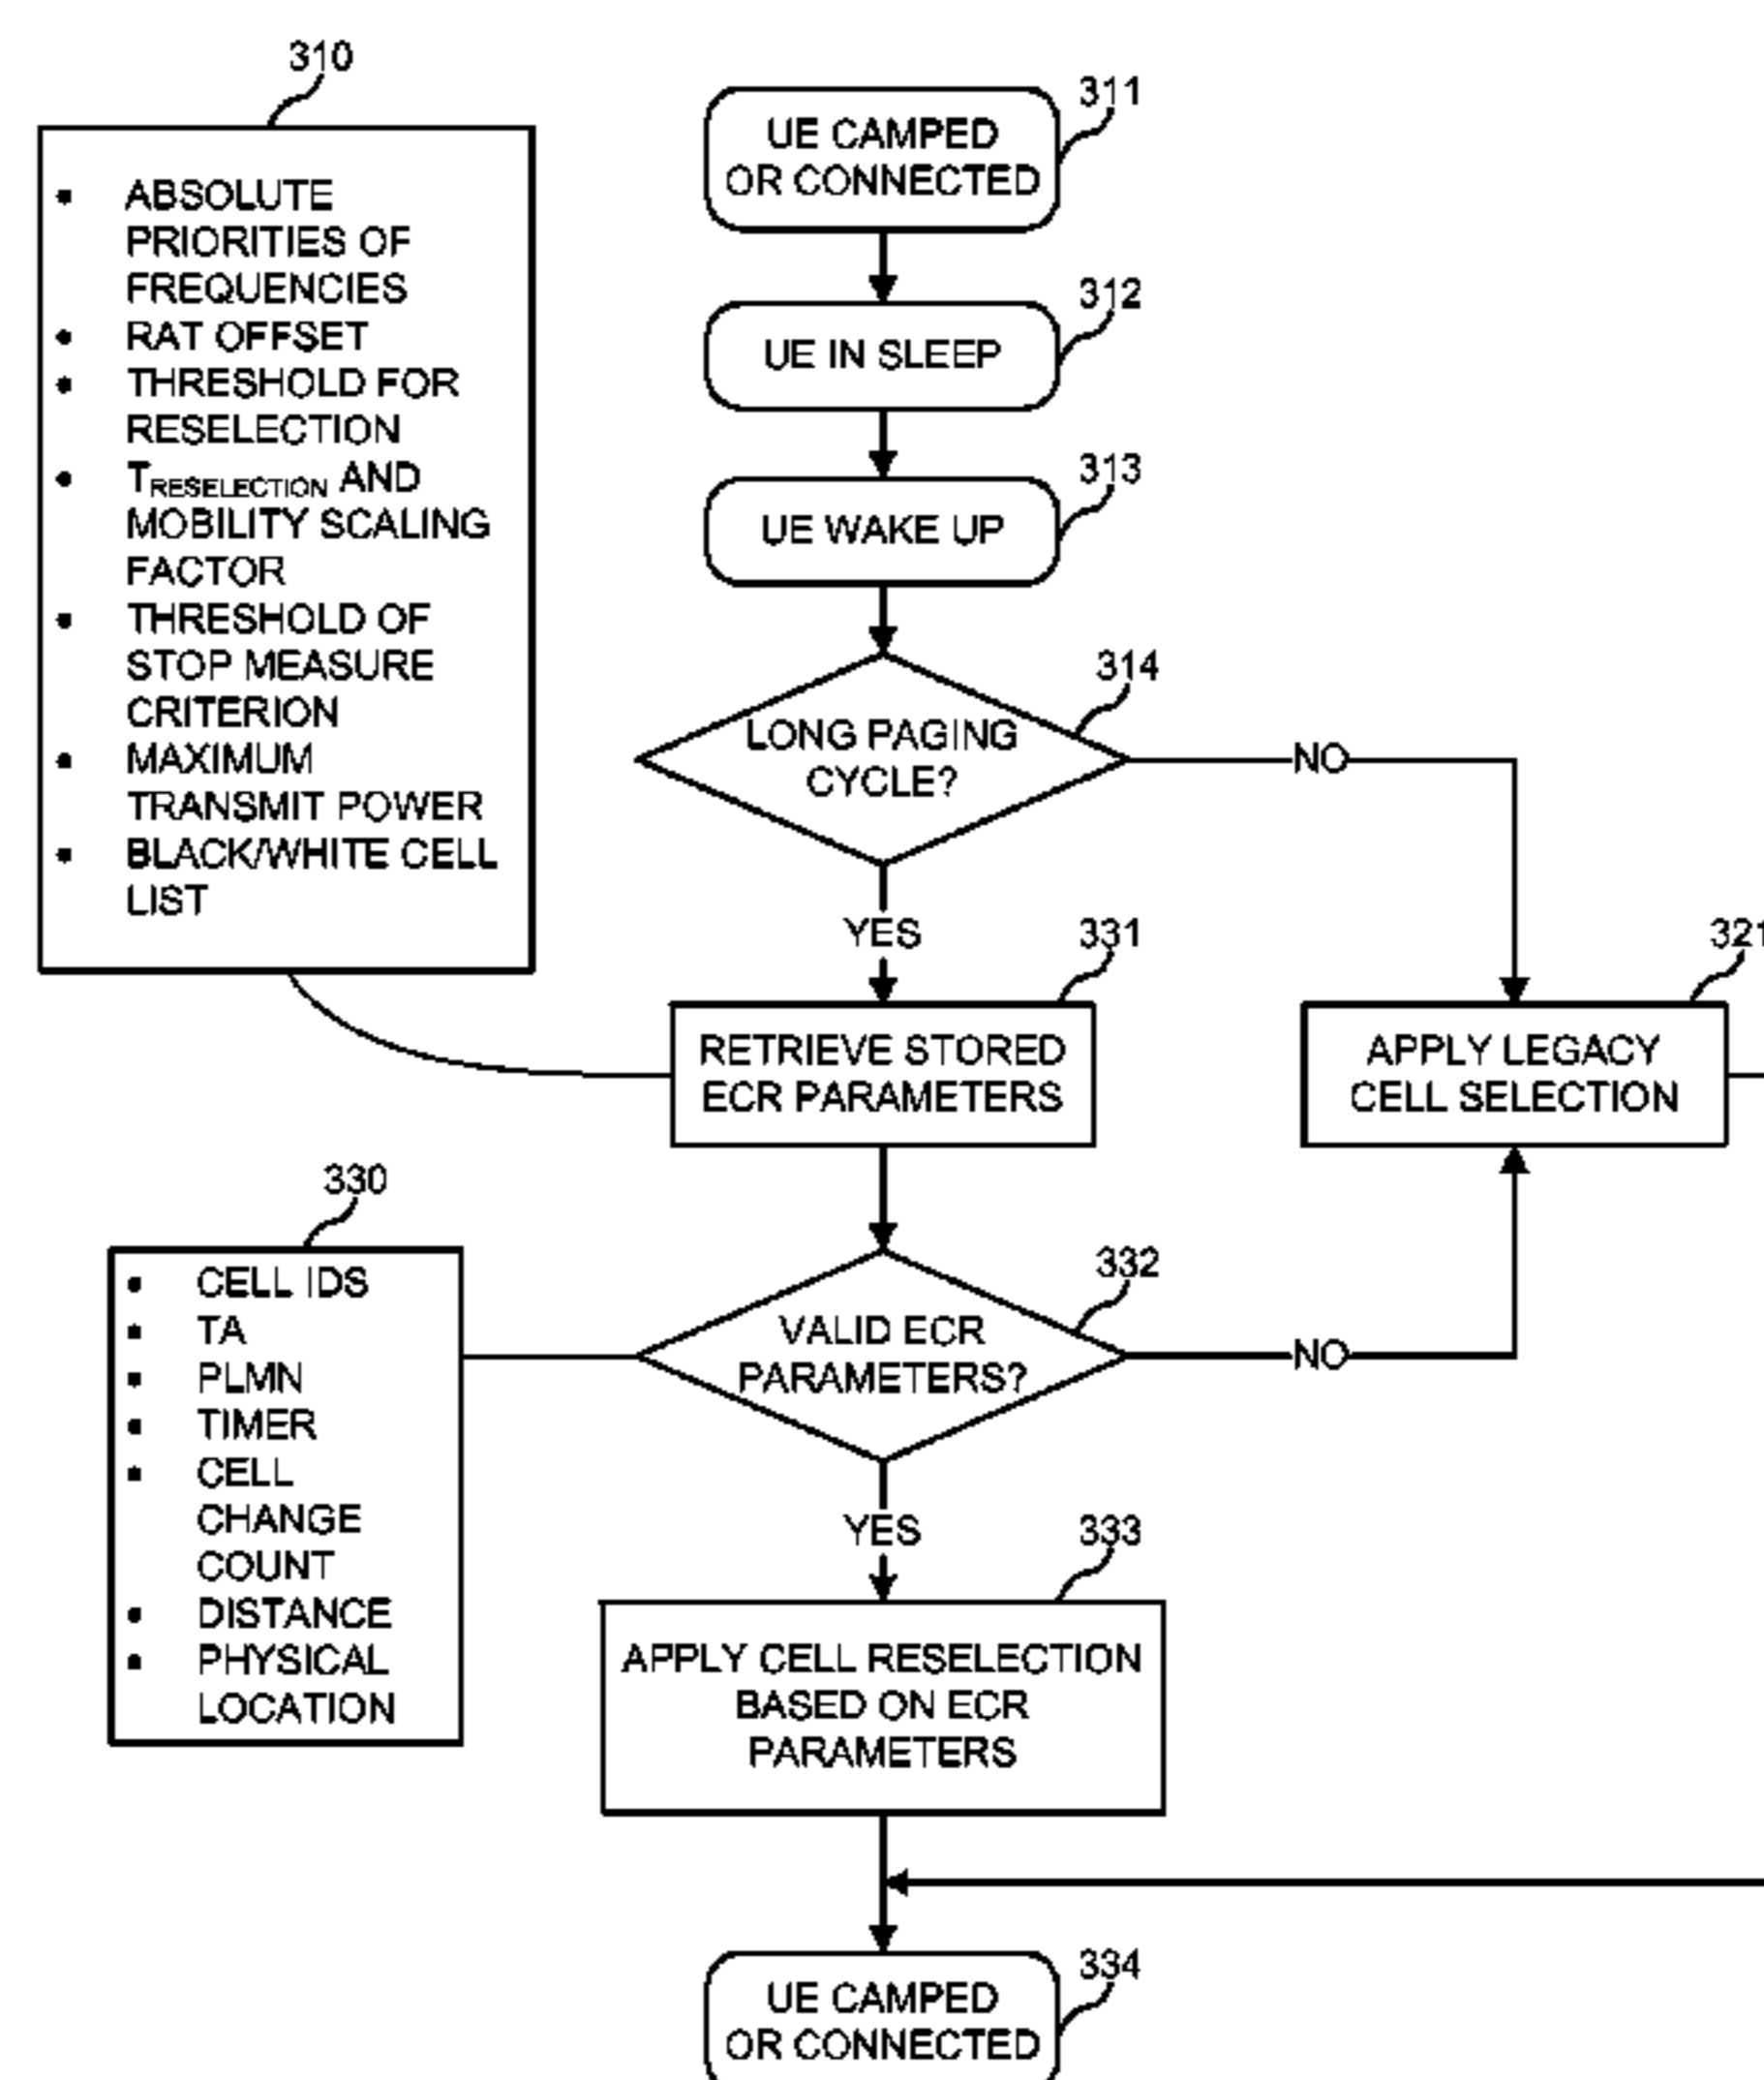 310
• ABSOLUTE
PRIORITIES OF
FREQUENCIES
• RAT OFFSET
• THRESHOLD FOR
RESELECTION
• TRESELECTION AND
MOBILITY SCALING
FACTOR
• THRESHOLD OF
STOP MEASURE
CRITERION
• MAXIMUM
TRANSMIT POWER
• BLACK/WHITE CELL
LIST
311
UE CAMPED
OR CONNECTED
312
UE IN SLEEP
313
UE WAKE UP
314
LONG PAGING
CYCLE?
NO
YES
331
RETRIEVE STORED
ECR PARAMETERS
321
APPLY LEGACY
CELL SELECTION
330
• CELL IDS
• TA
• PLMN
• TIMER
• CELL
CHANGE
COUNT
• DISTANCE
• PHYSICAL
LOCATION
332
VALID ECR
PARAMETERS?
NO
YES
333
APPLY CELL RESELECTION
BASED ON ECR
PARAMETERS
334
UE CAMPED
OR CONNECTED